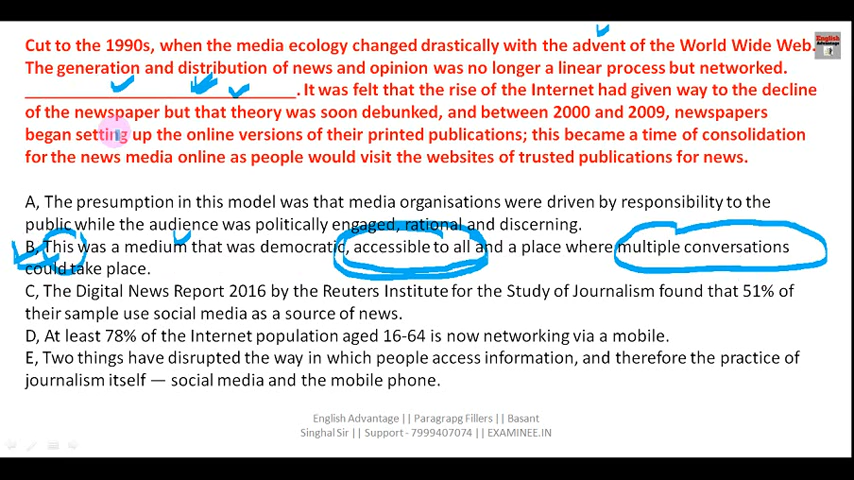 English
Advantage
Cut to the 1990s, when the media ecology changed drastically with the advent of the World Wide Web.
The generation and distribution of news and opinion was no longer a linear process but networked.
______________________________. It was felt that the rise of the Internet had given way to the decline
of the newspaper but that theory was soon debunked, and between 2000 and 2009, newspapers
began setting up the online versions of their printed publications; this became a time of consolidation
for the news media online as people would visit the websites of trusted publications for news.
A, The presumption in this model was that media organisations were driven by responsibility to the
public while the audience was politically engaged, rational and discerning.
B, This was a medium that was democratic, accessible to all and a place where multiple conversations
could take place.
C, The Digital News Report 2016 by the Reuters Institute for the Study of Journalism found that 51% of
their sample use social media as a source of news.
D, At least 78% of the Internet population aged 16-64 is now networking via a mobile.
E, Two things have disrupted the way in which people access information, and therefore the practice of
journalism itself — social media and the mobile phone.
English Advantage || Paragrapg Fillers || Basant
Singhal Sir || Support - 7999407074 || EXAMINEE.IN